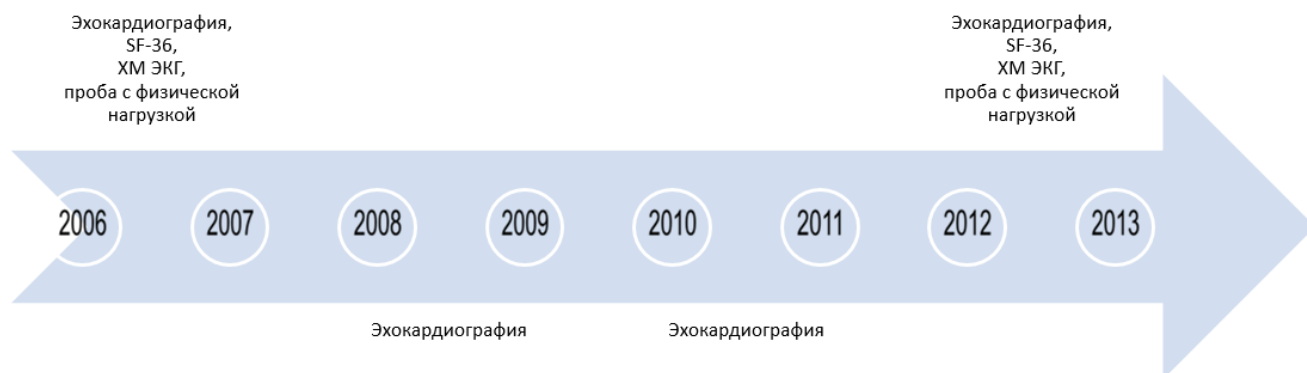 Эхокардиография,
SF-36,
ХМ ЭКГ,
проба с физической
нагрузкой
Эхокардиография,
SF-36,
ХМ ЭКГ,
проба с физической
нагрузкой
2006 2007 2008 2009 2010 2011 2012 2013
Эхокардиография Эхокардиография